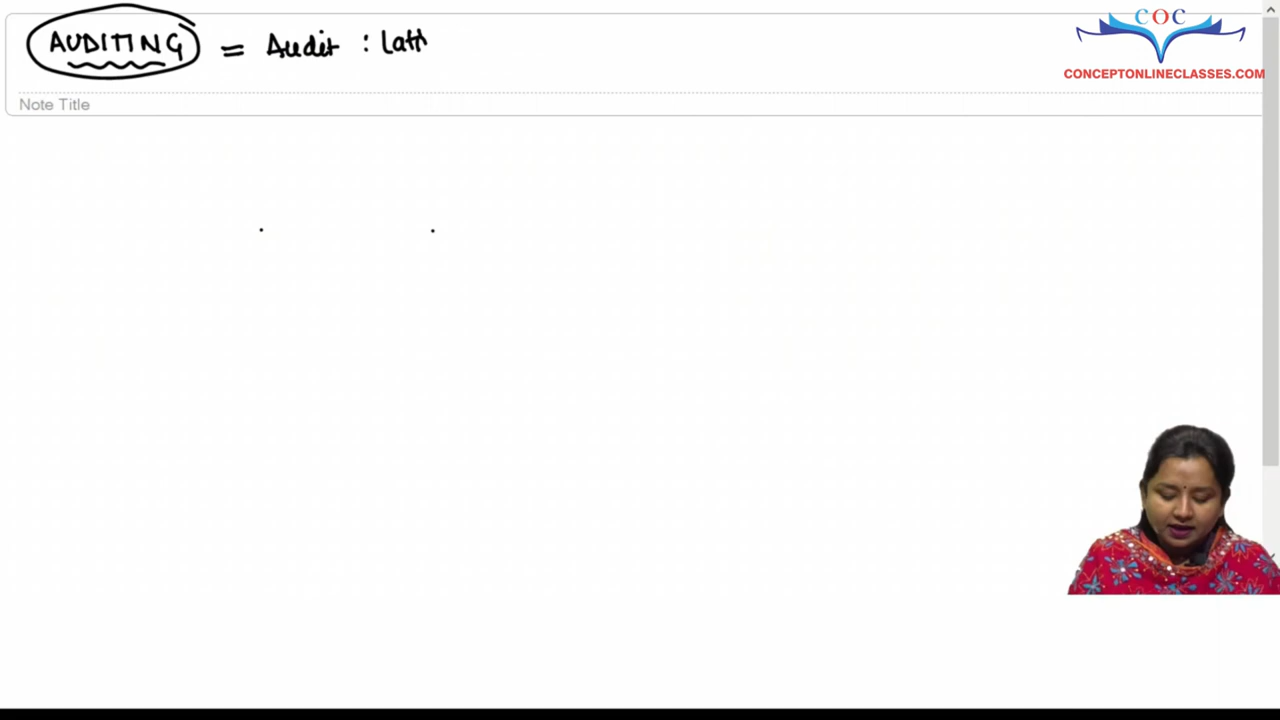 AUDITING = Audit : Latt
COC
CONCEPTONLINECLASSES.COM
Note Title